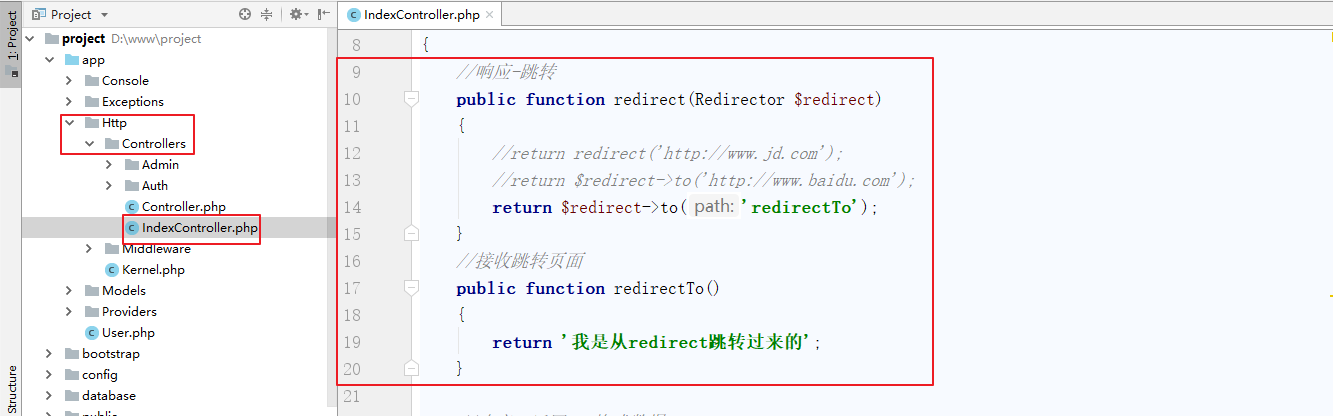 1: Project
Structure
Project
project D:\www\project
app
Console
Exceptions
Http
Controllers
Admin
Auth
Controller.php
IndexController.php
Middleware
Kernel.php
Models
Providers
User.php
bootstrap
config
database
IndexController.php
8 {
9 //响应-跳转
10 public function redirect(Redirector $redirect)
11 {
12 //return redirect('http://www.jd.com');
13 //return $redirect->to('http://www.baidu.com');
14 return $redirect->to( path: 'redirectTo');
15 }
16 //接收跳转页面
17 public function redirectTo()
18 {
19 return '我是从redirect跳转过来的';
20 }
21